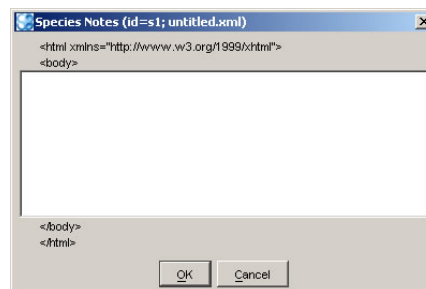 Species Notes (id=s1; untitled.xml)
<html xmlns="http://www.w3.org/1999/xhtml">
<body>
</body>
</html>
OK Cancel